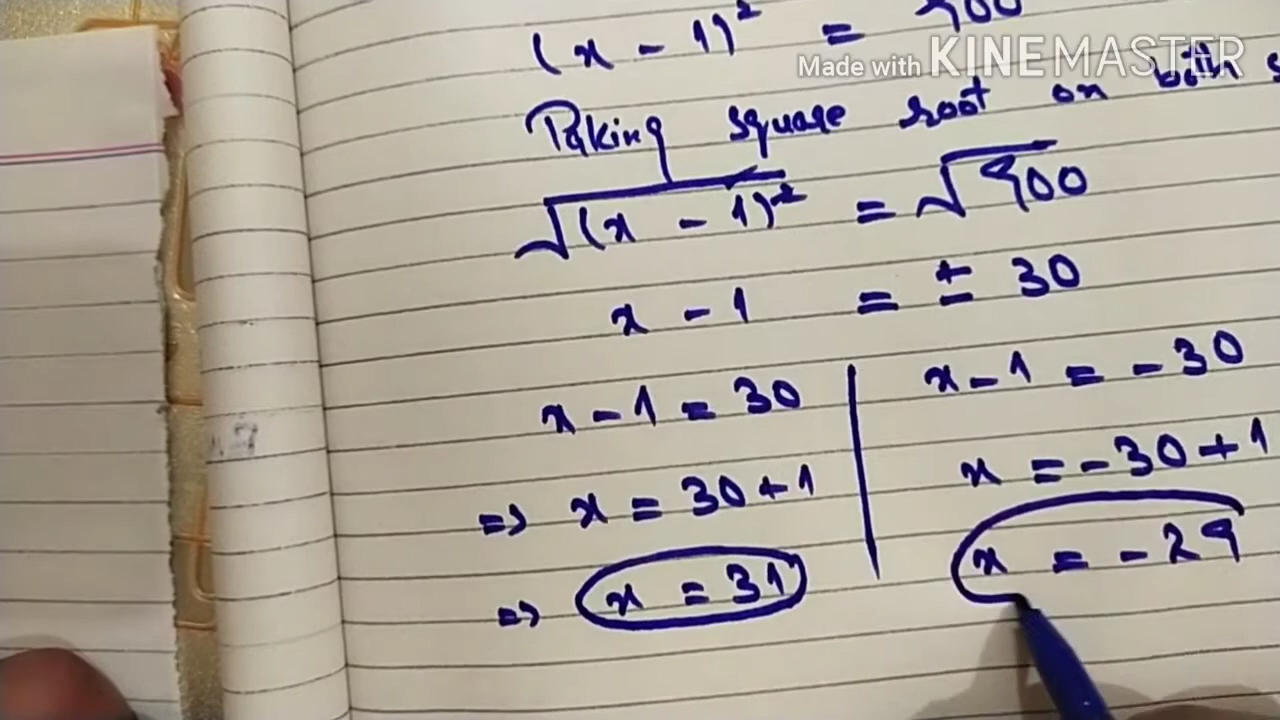 (x - 1)² = 900
Made with KINEMASTER
Taking square root on both s
√(x - 1)² = √900
x - 1 = ± 30
x - 1 = 30
⇒ x = 30 + 1
⇒ x = 31
x - 1 = - 30
x = - 30 + 1
x = - 29